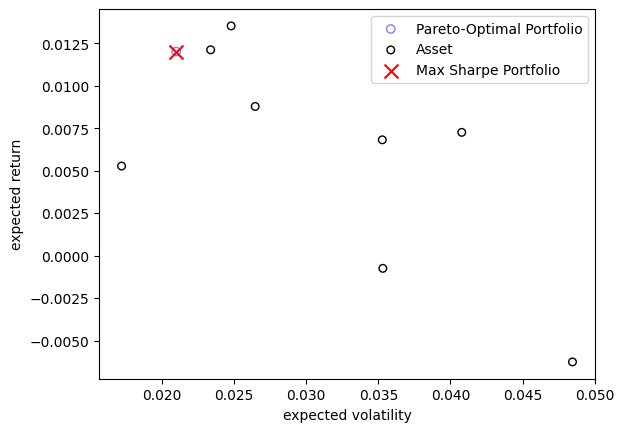 0.0125
0.0100
0.0075
0.0050
0.0025
0.0000
−0.0025
−0.0050
expected return
Pareto-Optimal Portfolio
Asset
Max Sharpe Portfolio
0.020 0.025 0.030 0.035 0.040 0.045 0.050
expected volatility